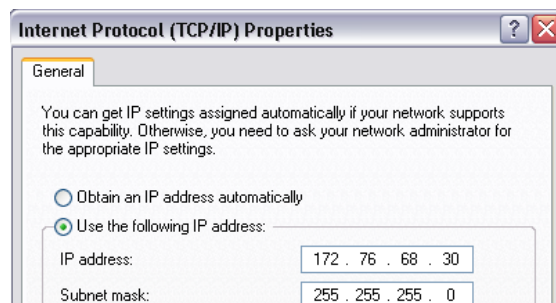 Internet Protocol (TCP/IP) Properties
General
You can get IP settings assigned automatically if your network supports
this capability. Otherwise, you need to ask your network administrator for
the appropriate IP settings.
Obtain an IP address automatically
Use the following IP address:
IP address: 172 . 76 . 68 . 30
Subnet mask: 255 . 255 . 255 . 0